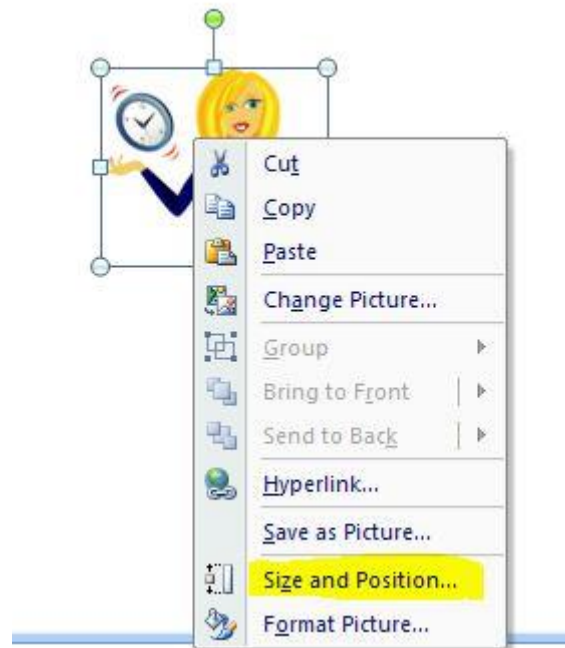 Cut
Copy
Paste
Change Picture...
Group
Bring to Front
Send to Back
Hyperlink...
Save as Picture...
Size and Position...
Format Picture...